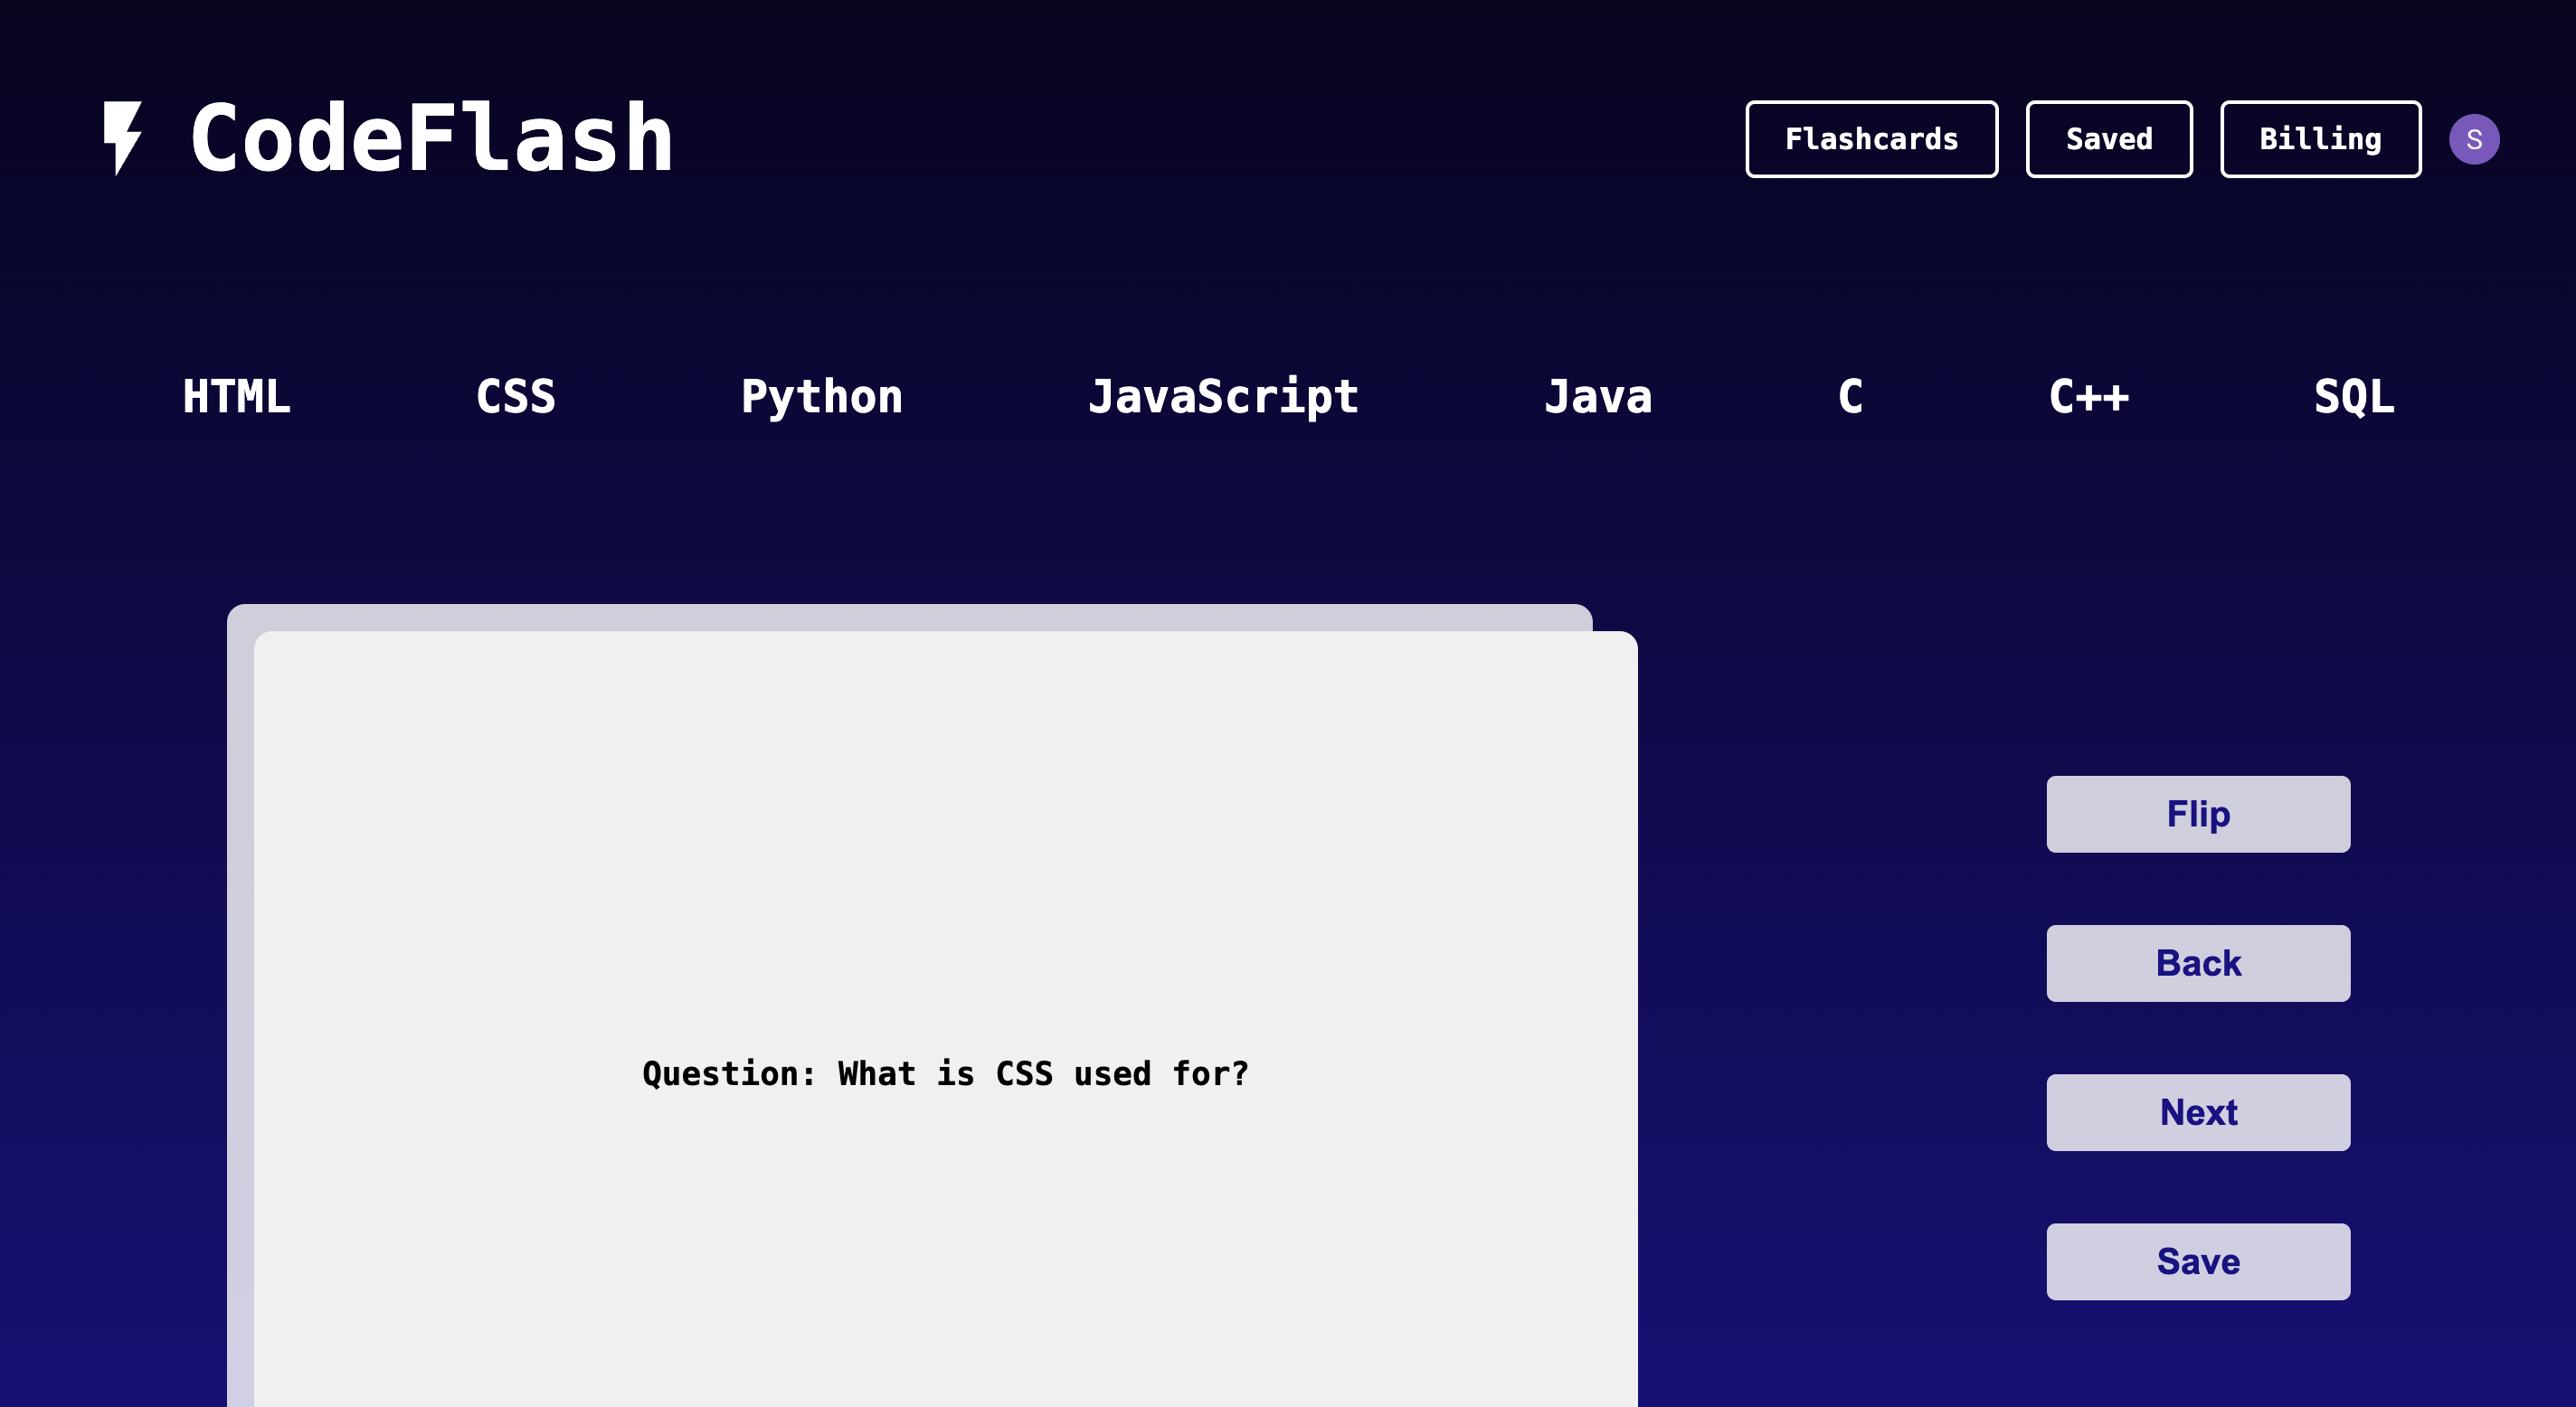 CodeFlash
Flashcards Saved Billing S
HTML CSS Python JavaScript Java C C++ SQL
Flip
Back
Question: What is CSS used for?
Next
Save